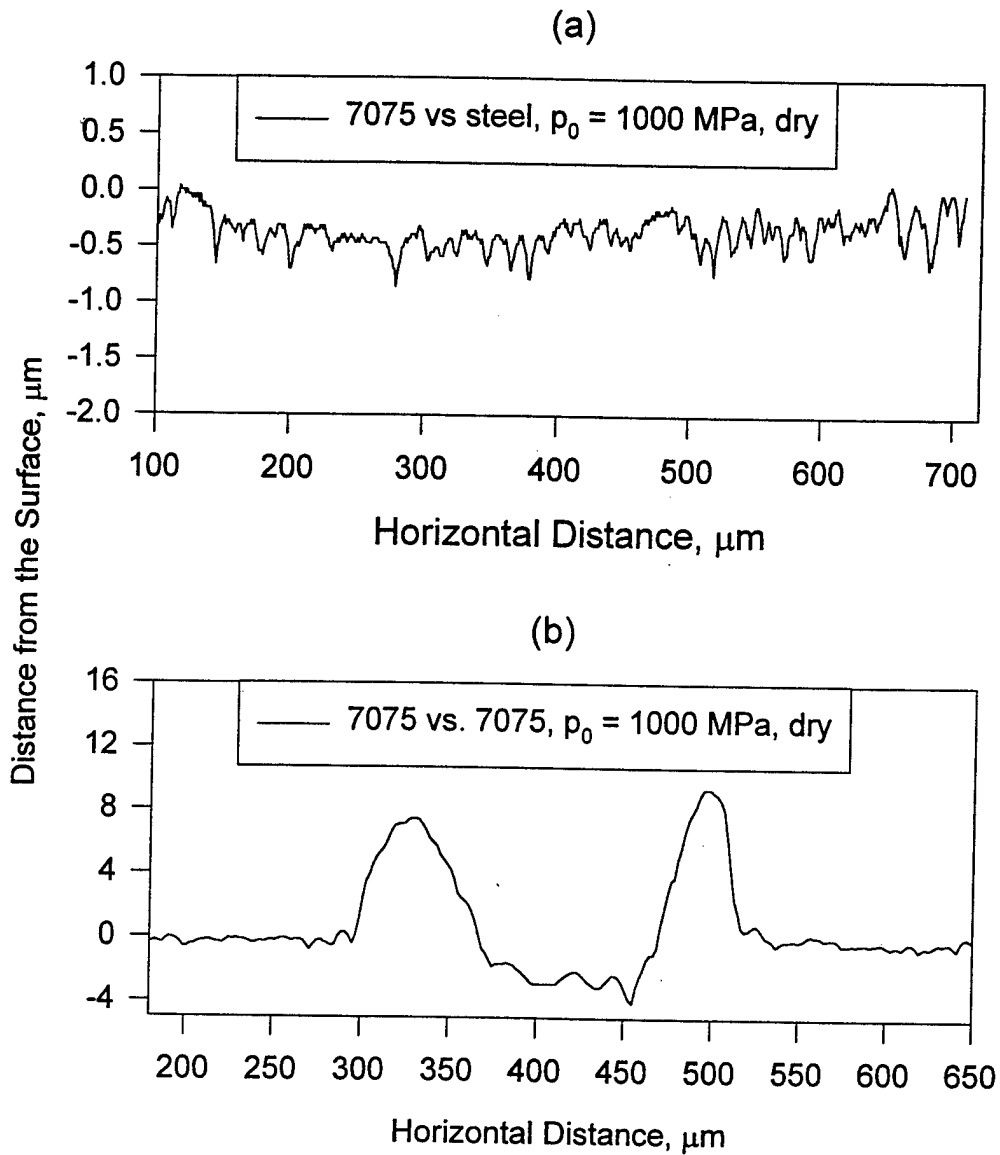 (a)
1.0
0.5
0.0
-0.5
-1.0
-1.5
-2.0
7075 vs steel, p₀ = 1000 MPa, dry
100 200 300 400 500 600 700
Horizontal Distance, μm
Distance from the Surface, μm
(b)
16
12
8
4
0
-4
7075 vs. 7075, p₀ = 1000 MPa, dry
200 250 300 350 400 450 500 550 600 650
Horizontal Distance, μm